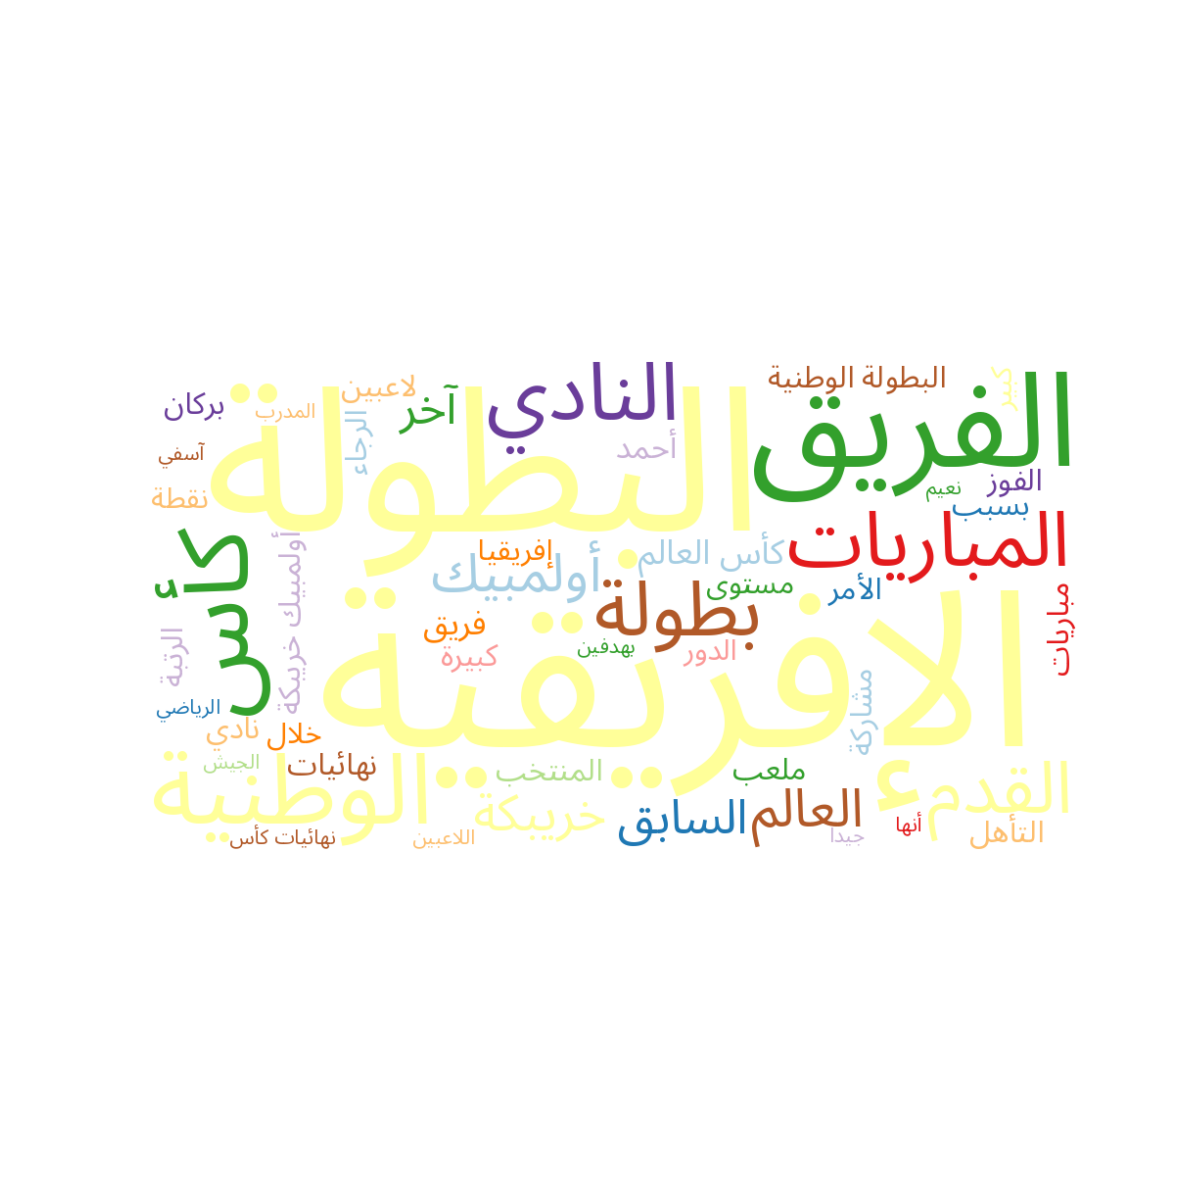 البطولة الوطنية
كبير
النادي
الفريق
لاعبين
آخر
بركان
المدرب
الرجاء
البطولة
أحمد
آسفي
الفوز
نعيم
نقطة
بسبب
المباريات
كأس العالم
إفريقيا
أولمبيك
كأس
أولمبيك خريبكة
مستوى
الأمر
بطولة
مباريات
فريق
بهدفين
الدور
كبيرة
الرتبة
الإفريقية
مشاركة
الرياضي
نادي
خلال
الجيش
نهائيات
المنتخب
ملعب
الوطنية
القدم
خريبكة
السابق
العالم
أنها
جيدا
التأهل
نهائيات كأس
اللاعبين